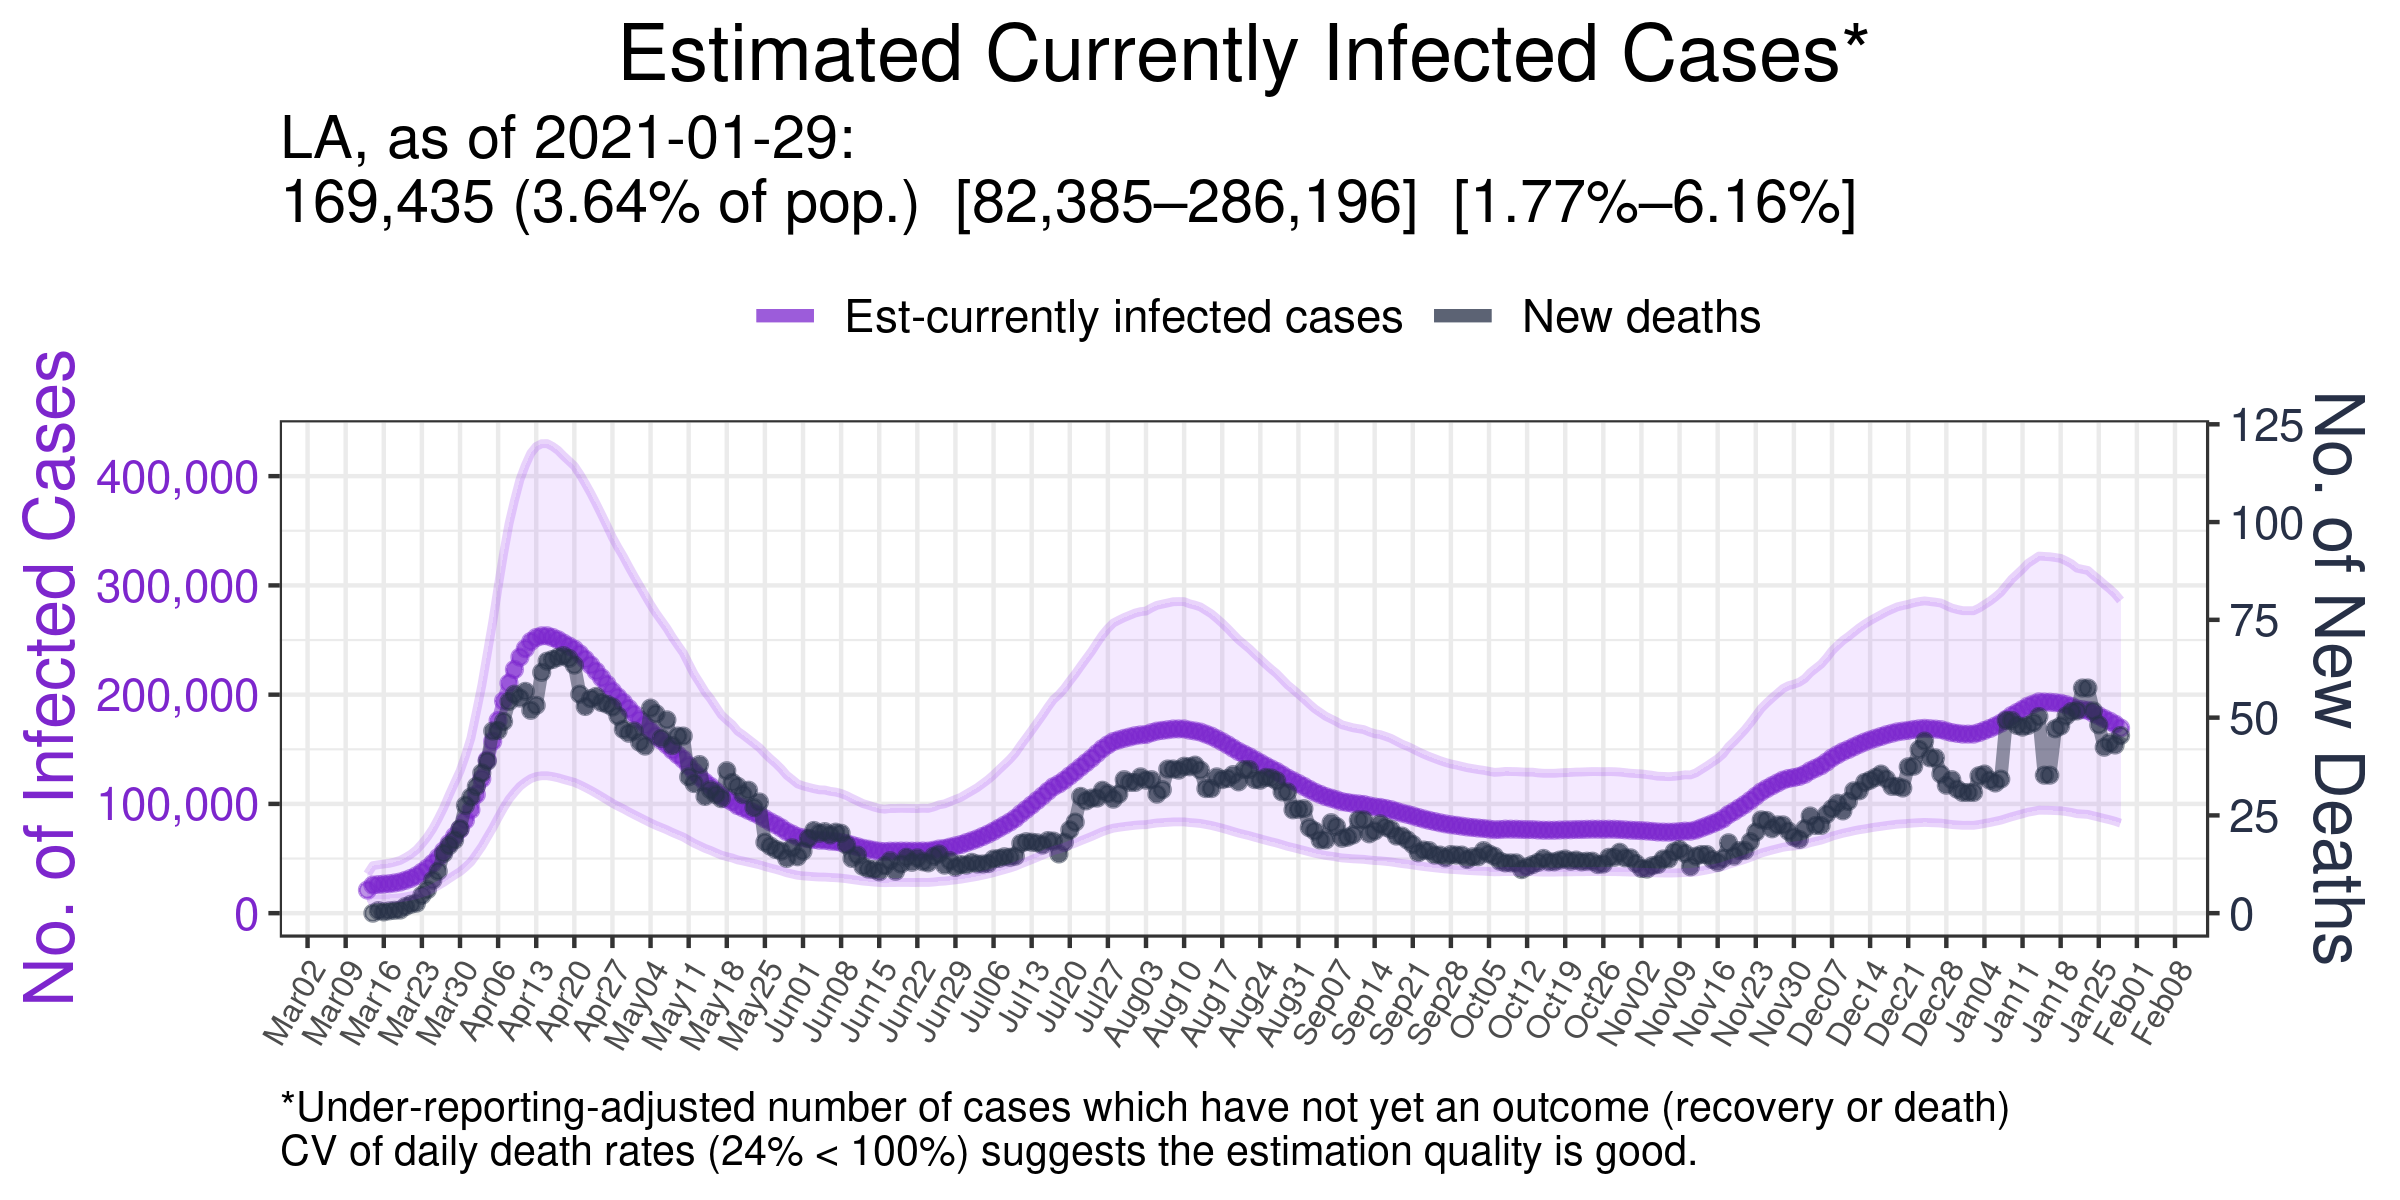 Estimated Currently Infected Cases*
LA, as of 2021-01-29:
169,435 (3.64% of pop.) [82,385–286,196] [1.77%–6.16%]
Est-currently infected cases
New deaths
No. of Infected Cases
400,000
300,000
200,000
100,000
0
125
100
75
50
25
0
No. of New Deaths
Mar02
Mar09
Mar16
Mar23
Mar30
Apr06
Apr13
Apr20
Apr27
May04
May11
May18
May25
Jun01
Jun08
Jun15
Jun22
Jun29
Jul06
Jul13
Jul20
Jul27
Aug03
Aug10
Aug17
Aug24
Aug31
Sep07
Sep14
Sep21
Sep28
Oct05
Oct12
Oct19
Oct26
Nov02
Nov09
Nov16
Nov23
Nov30
Dec07
Dec14
Dec21
Dec28
Jan04
Jan11
Jan18
Jan25
Feb01
Feb08
*Under-reporting-adjusted number of cases which have not yet an outcome (recovery or death)
CV of daily death rates (24% < 100%) suggests the estimation quality is good.